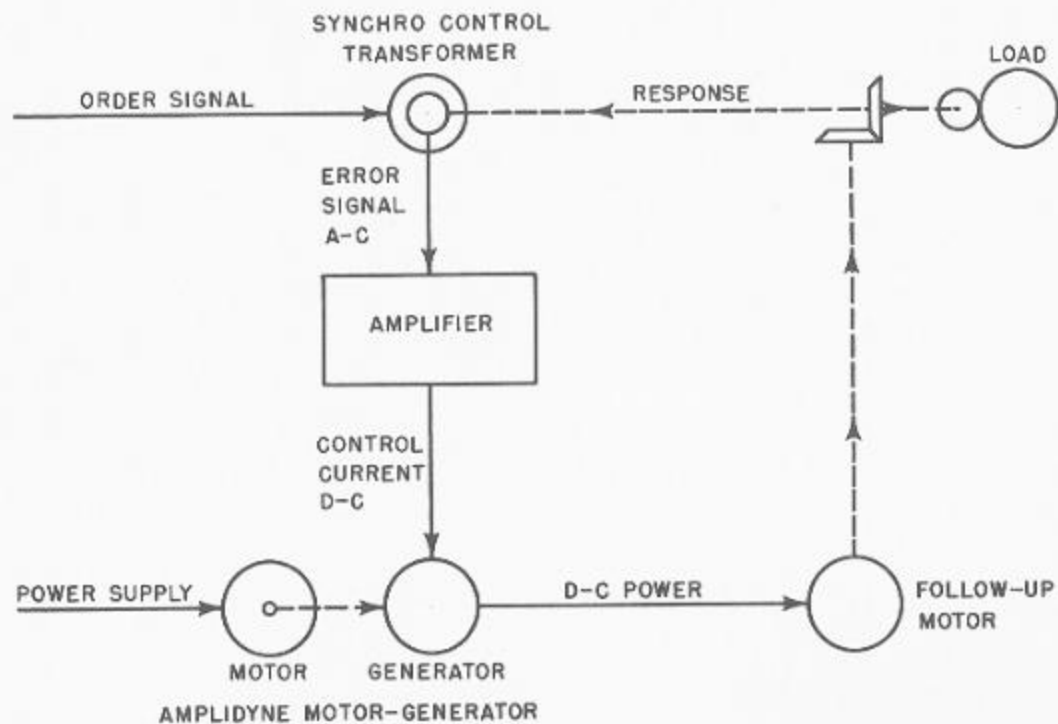 SYNCHRO CONTROL
TRANSFORMER
LOAD
ORDER SIGNAL
RESPONSE
ERROR
SIGNAL
A-C
AMPLIFIER
CONTROL
CURRENT
D-C
POWER SUPPLY
D-C POWER
FOLLOW-UP
MOTOR
MOTOR
GENERATOR
AMPLIDYNE MOTOR-GENERATOR